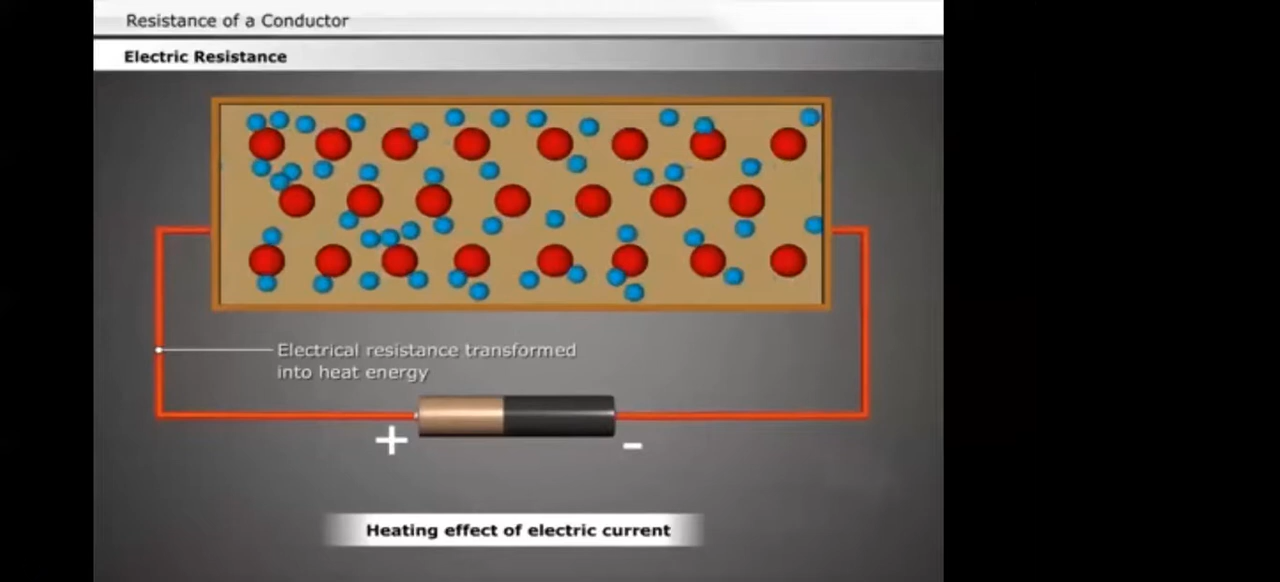 Resistance of a Conductor
Electric Resistance
Electrical resistance transformed
into heat energy
+ -
Heating effect of electric current